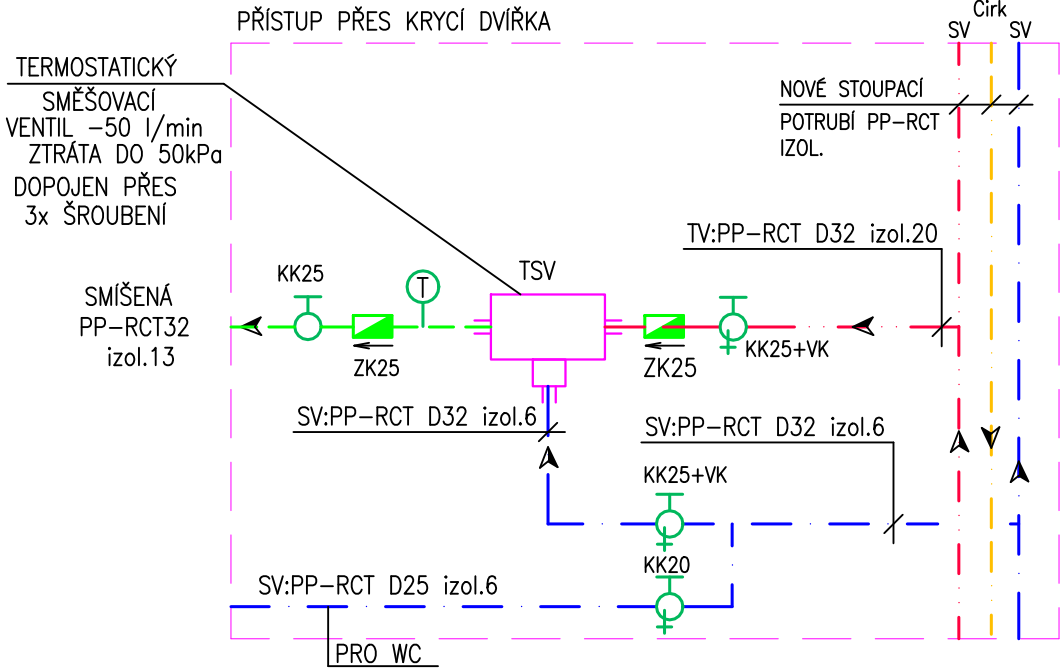 PŘÍSTUP PŘES KRYCÍ DVÍŘKA
Cirk
SV
SV
TERMOSTATICKÝ
SMĚŠOVACÍ
VENTIL -50 l/min
ZTRÁTA DO 50kPa
DOPOJEN PŘES
3x ŠROUBENÍ
NOVÉ STOUPACÍ
POTRUBÍ PP-RCT
IZOL.
TV:PP-RCT D32 izol.20
KK25
T
TSV
SMÍŠENÁ
PP-RCT32
izol.13
ZK25
ZK25
KK25+VK
SV:PP-RCT D32 izol.6
SV:PP-RCT D32 izol.6
KK25+VK
KK20
SV:PP-RCT D25 izol.6
PRO WC